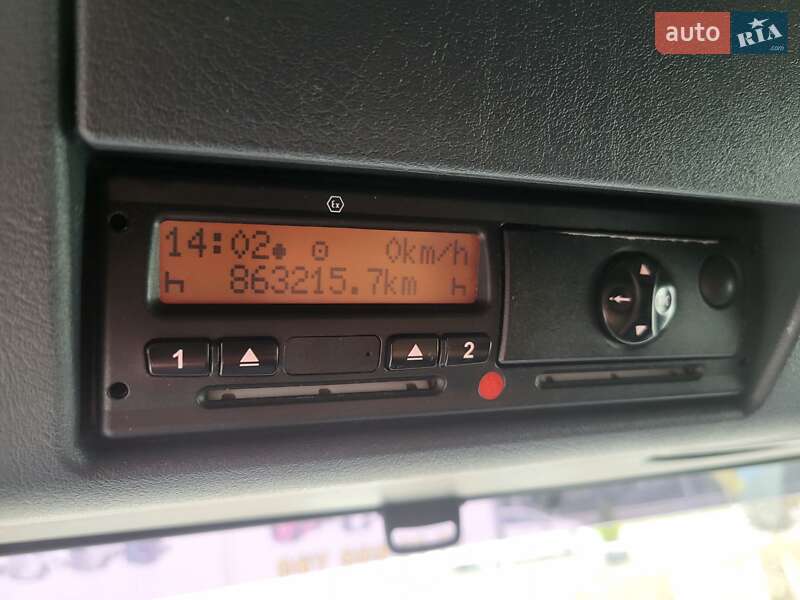 auto RIA .com
Ex
14:02 0km/h
863215.7km
1 2